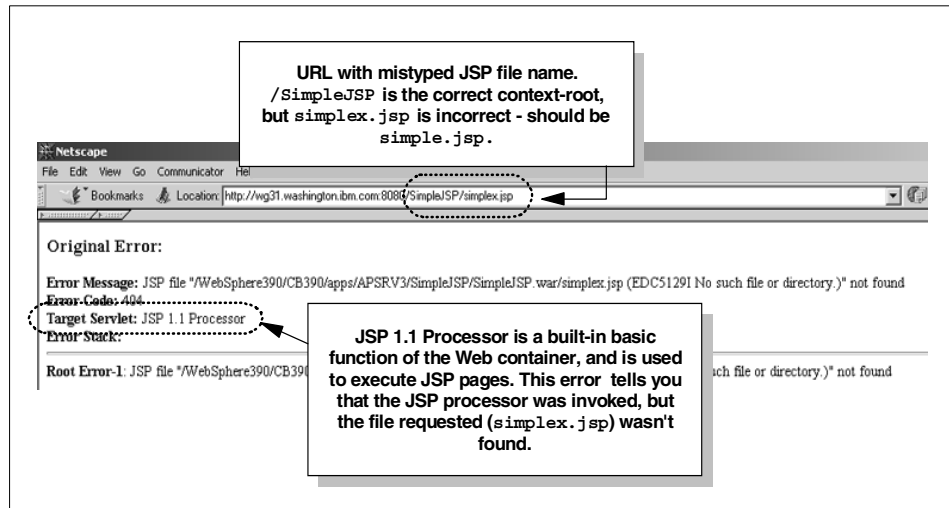 URL with mistyped JSP file name.
/SimpleJSP is the correct context-root,
but simplex.jsp is incorrect - should be
simple.jsp.
Netscape
File Edit View Go Communicator Hel
Bookmarks Location: http://wg31.washington.ibm.com:8080/SimpleJSP/simplex.jsp
Original Error:
Error Message: JSP file "/WebSphere390/CB390/apps/APSRV3/SimpleJSP/SimpleJSP.war/simplex.jsp (EDC5129I No such file or directory.)" not found
Error Code: 404
Target Servlet: JSP 1.1 Processor
Error Stack:
Root Error-1: JSP file "/WebSphere390/CB390 ich file or directory.)" not found
JSP 1.1 Processor is a built-in basic
function of the Web container, and is used
to execute JSP pages. This error tells you
that the JSP processor was invoked, but
the file requested (simplex.jsp) wasn't
found.